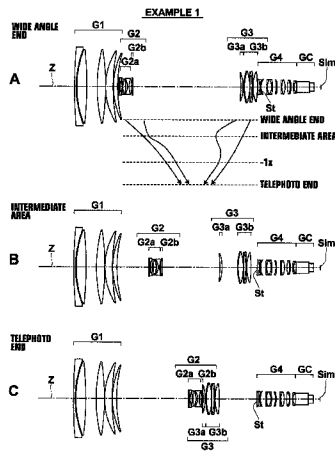 EXAMPLE 1
WIDE ANGLE
END
G1
G2
G2b
G2a
G3
G3a G3b
G4 GC
Sim
A
Z
St
WIDE ANGLE END
INTERMEDIATE AREA
-1x
TELEPHOTO END
INTERMEDIATE
AREA
G1
G2
G2a G2b
G3
G3a G3b
G4 GC
Sim
B
Z
St
TELEPHOTO
END
G1
G2
G2a G2b
G4 GC
Sim
C
Z
St
G3a G3b
G3